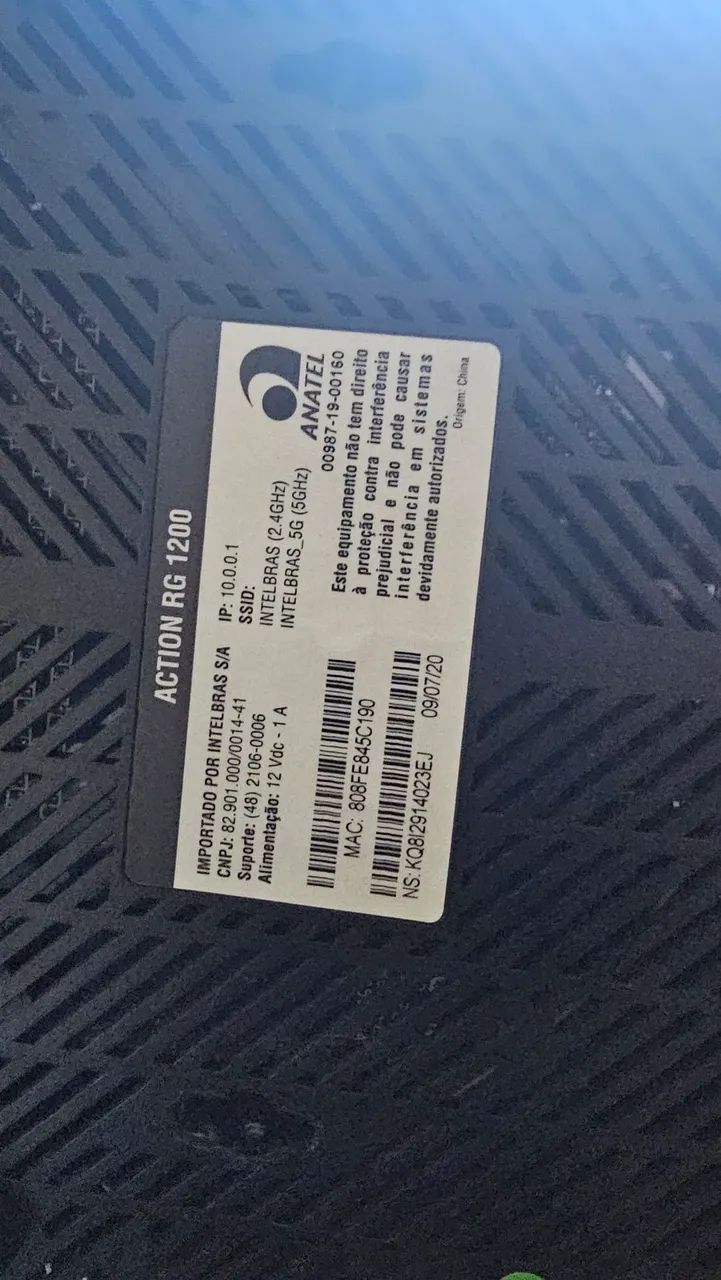 ACTION RG 1200
IMPORTADO POR INTELBRAS S/A
CNPJ: 82.901.000/0014-41
Suporte: (48) 2106-0006
Alimentação: 12 Vdc - 1 A
MAC: 808FE845C190
NS: KQ8I2914023EJ 09/07/20
IP: 10.0.0.1
SSID:
INTELBRAS (2.4GHz)
INTELBRAS_5G (5GHz)
ANATEL
00987-19-00160
Este equipamento não tem direito
à proteção contra interferência
prejudicial e não pode causar
interferência em sistemas
devidamente autorizados.
Origem: China